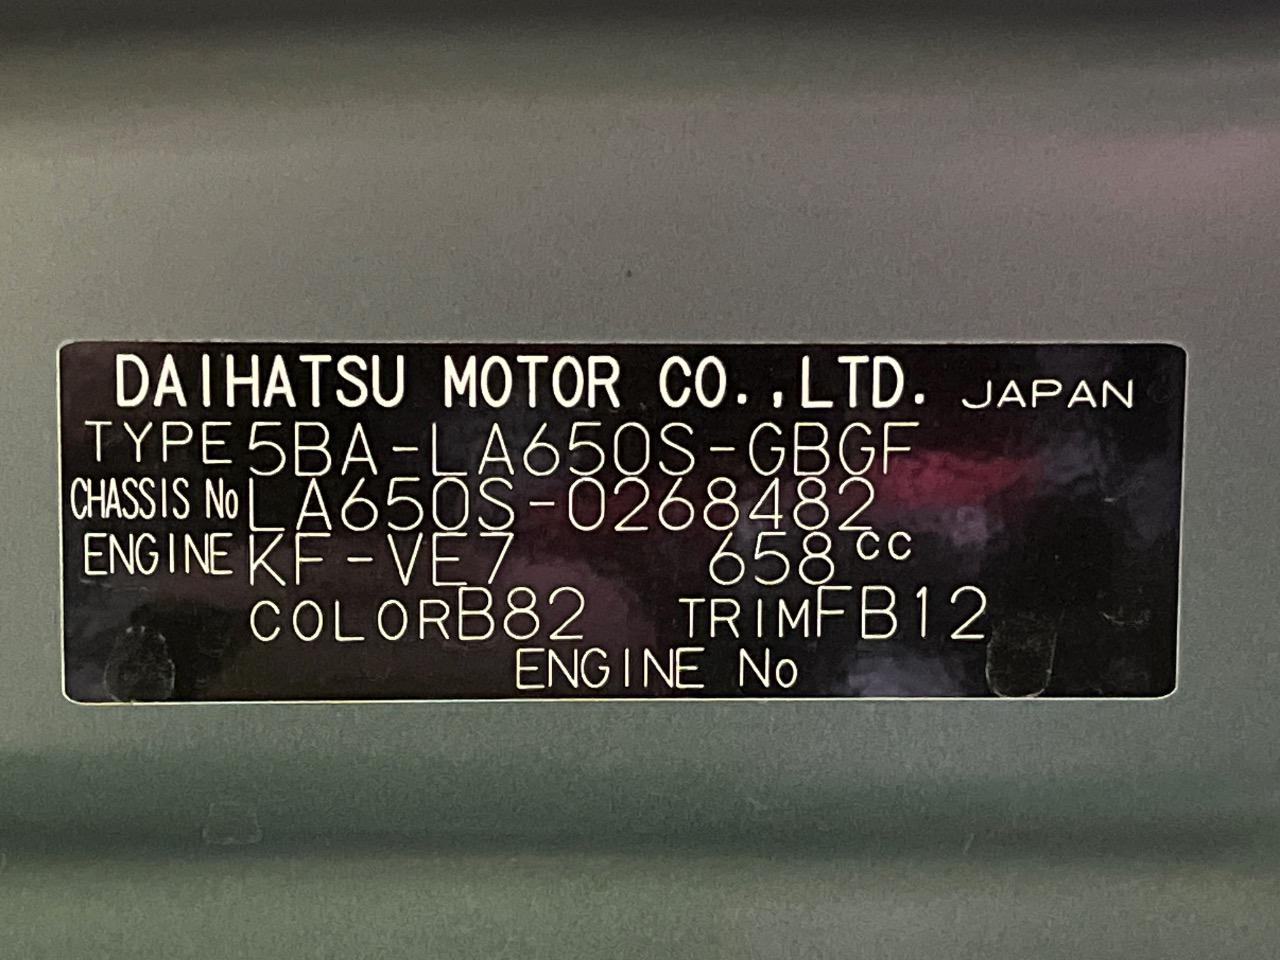 DAIHATSU MOTOR CO.,LTD. JAPAN
TYPE 5BA-LA650S-GBGF
CHASSIS No LA650S-0268482
ENGINE KF-VE7 658cc
COLOR B82 TRIM FB12
ENGINE No